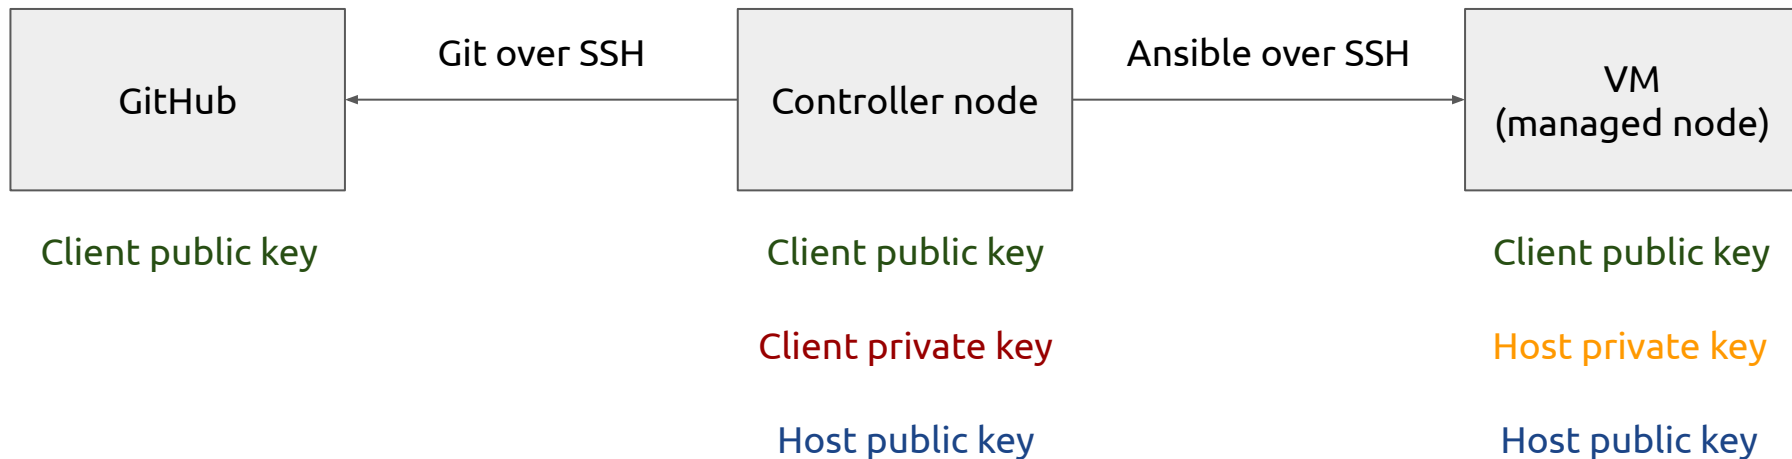 GitHub
Git over SSH
Controller node
Ansible over SSH
VM
(managed node)
Client public key
Client public key
Client public key
Client private key
Host private key
Host public key
Host public key